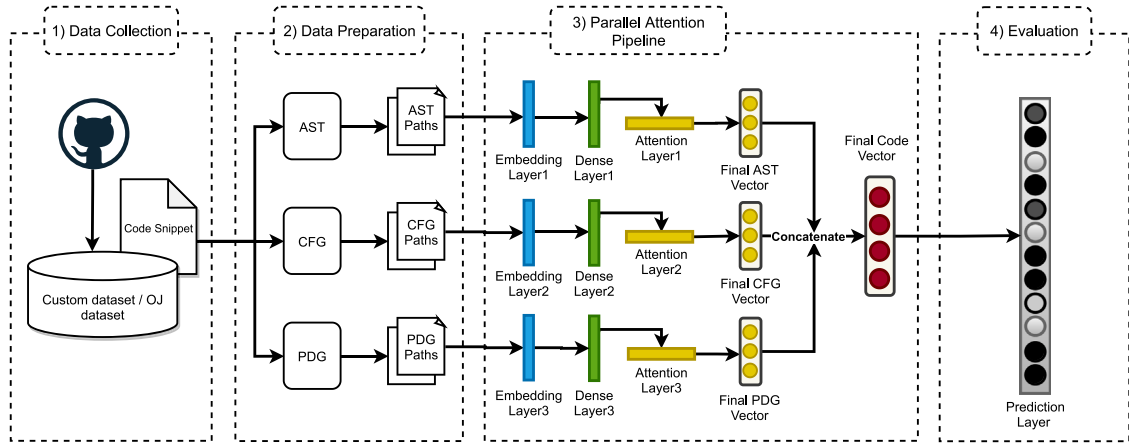 1) Data Collection
2) Data Preparation
3) Parallel Attention
Pipeline
4) Evaluation
Code Snippet
Custom dataset / OJ
dataset
AST
AST
Paths
Embedding
Layer1
Dense
Layer1
Attention
Layer1
Final AST
Vector
CFG
CFG
Paths
Embedding
Layer2
Dense
Layer2
Attention
Layer2
Final CFG
Vector
PDG
PDG
Paths
Embedding
Layer3
Dense
Layer3
Attention
Layer3
Final PDG
Vector
Concatenate
Final Code
Vector
Prediction
Layer